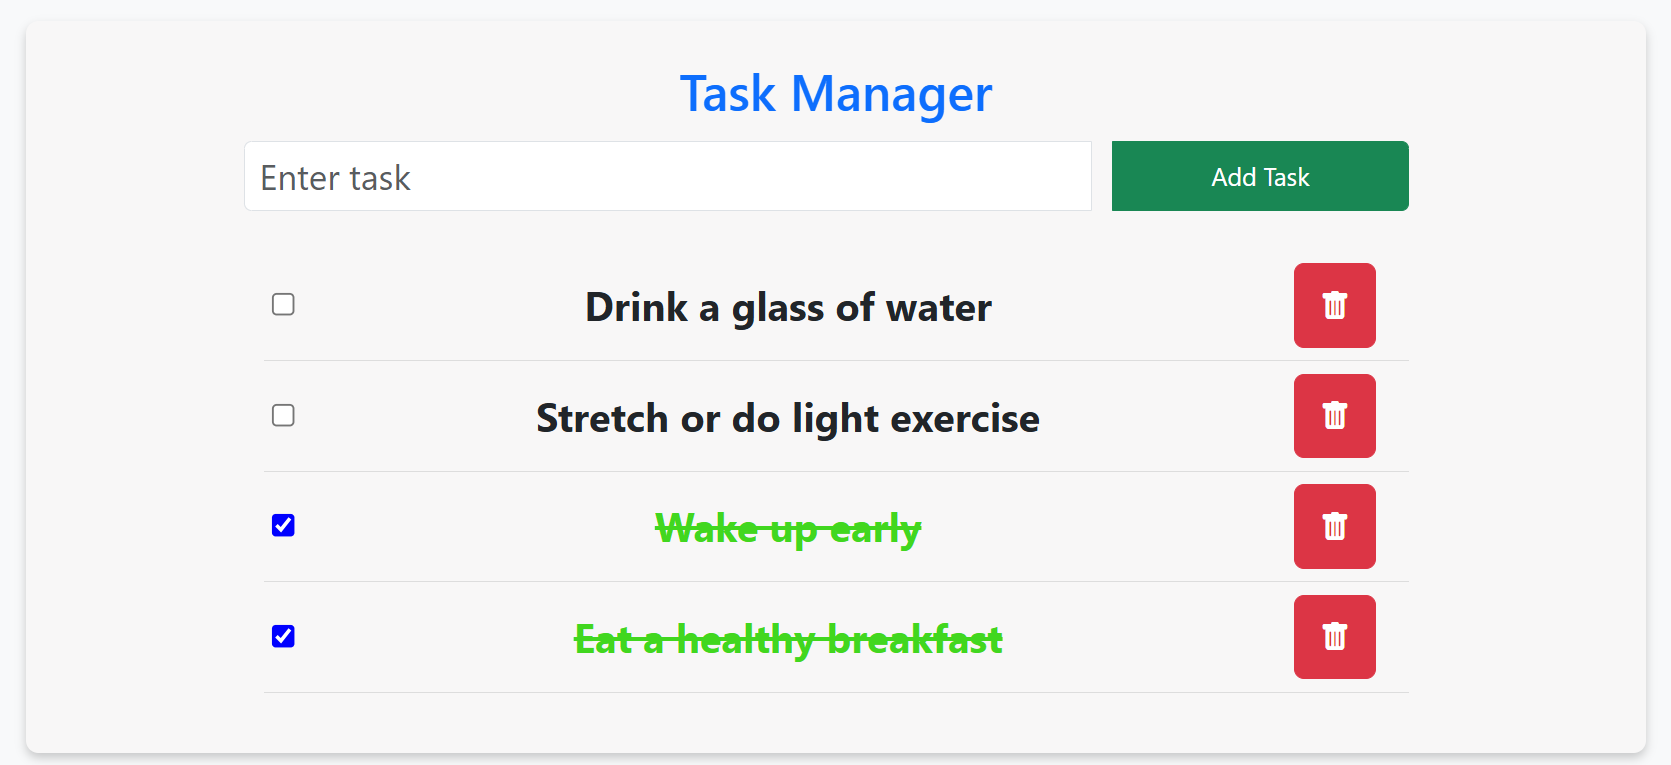 Task Manager
Enter task
Add Task
Drink a glass of water
Stretch or do light exercise
Wake up early
Eat a healthy breakfast